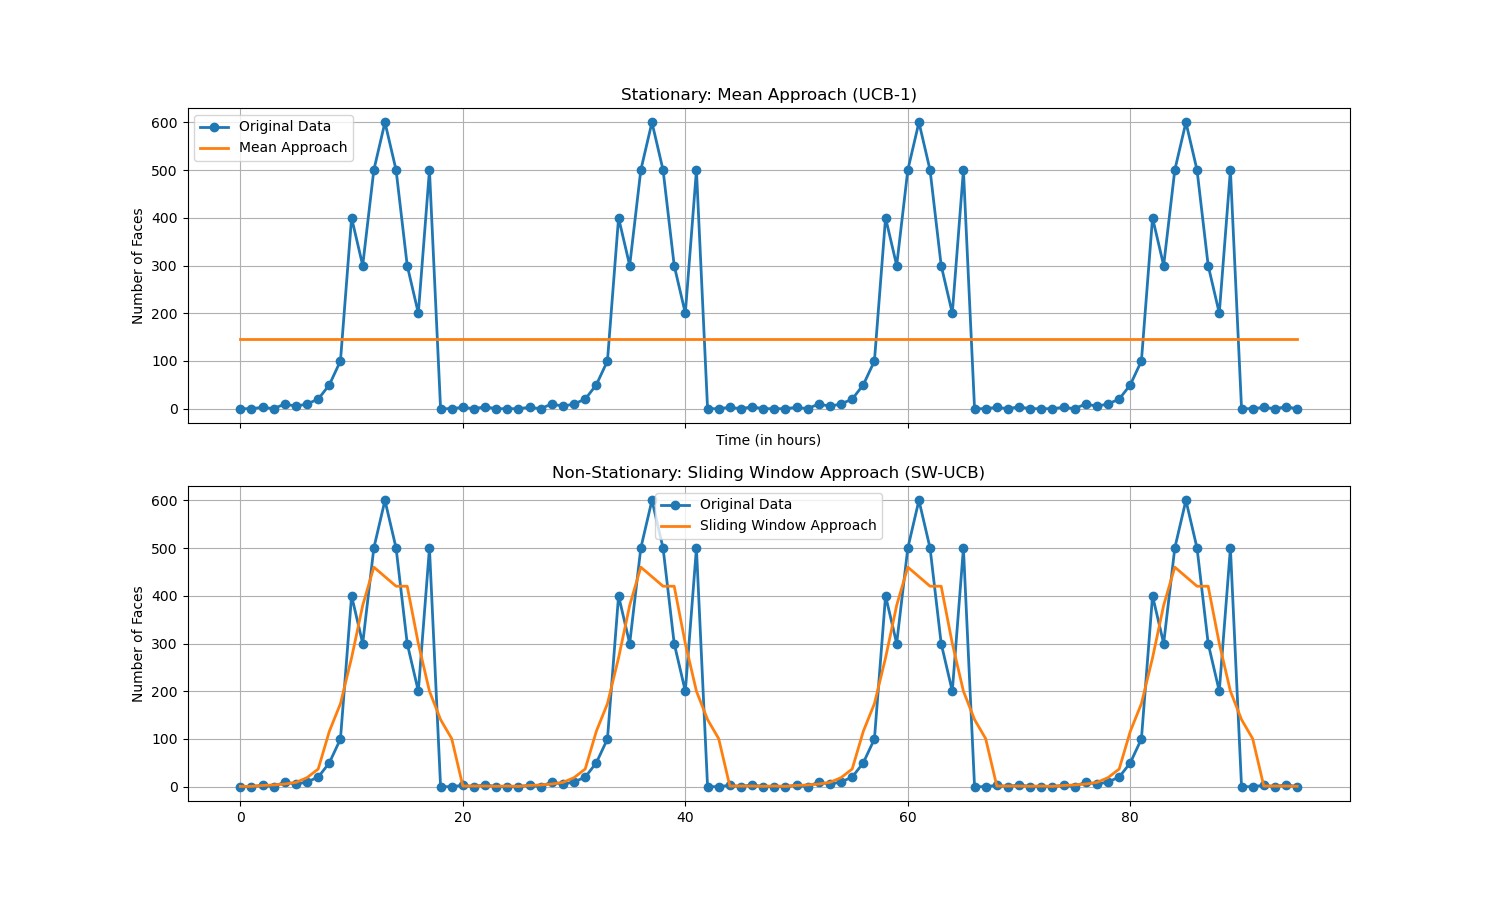 Stationary: Mean Approach (UCB-1)
Original Data
Mean Approach
600
500
400
300
200
100
0
Number of Faces
Time (in hours)
Non-Stationary: Sliding Window Approach (SW-UCB)
Original Data
Sliding Window Approach
600
500
400
300
200
100
0
Number of Faces
0 20 40 60 80